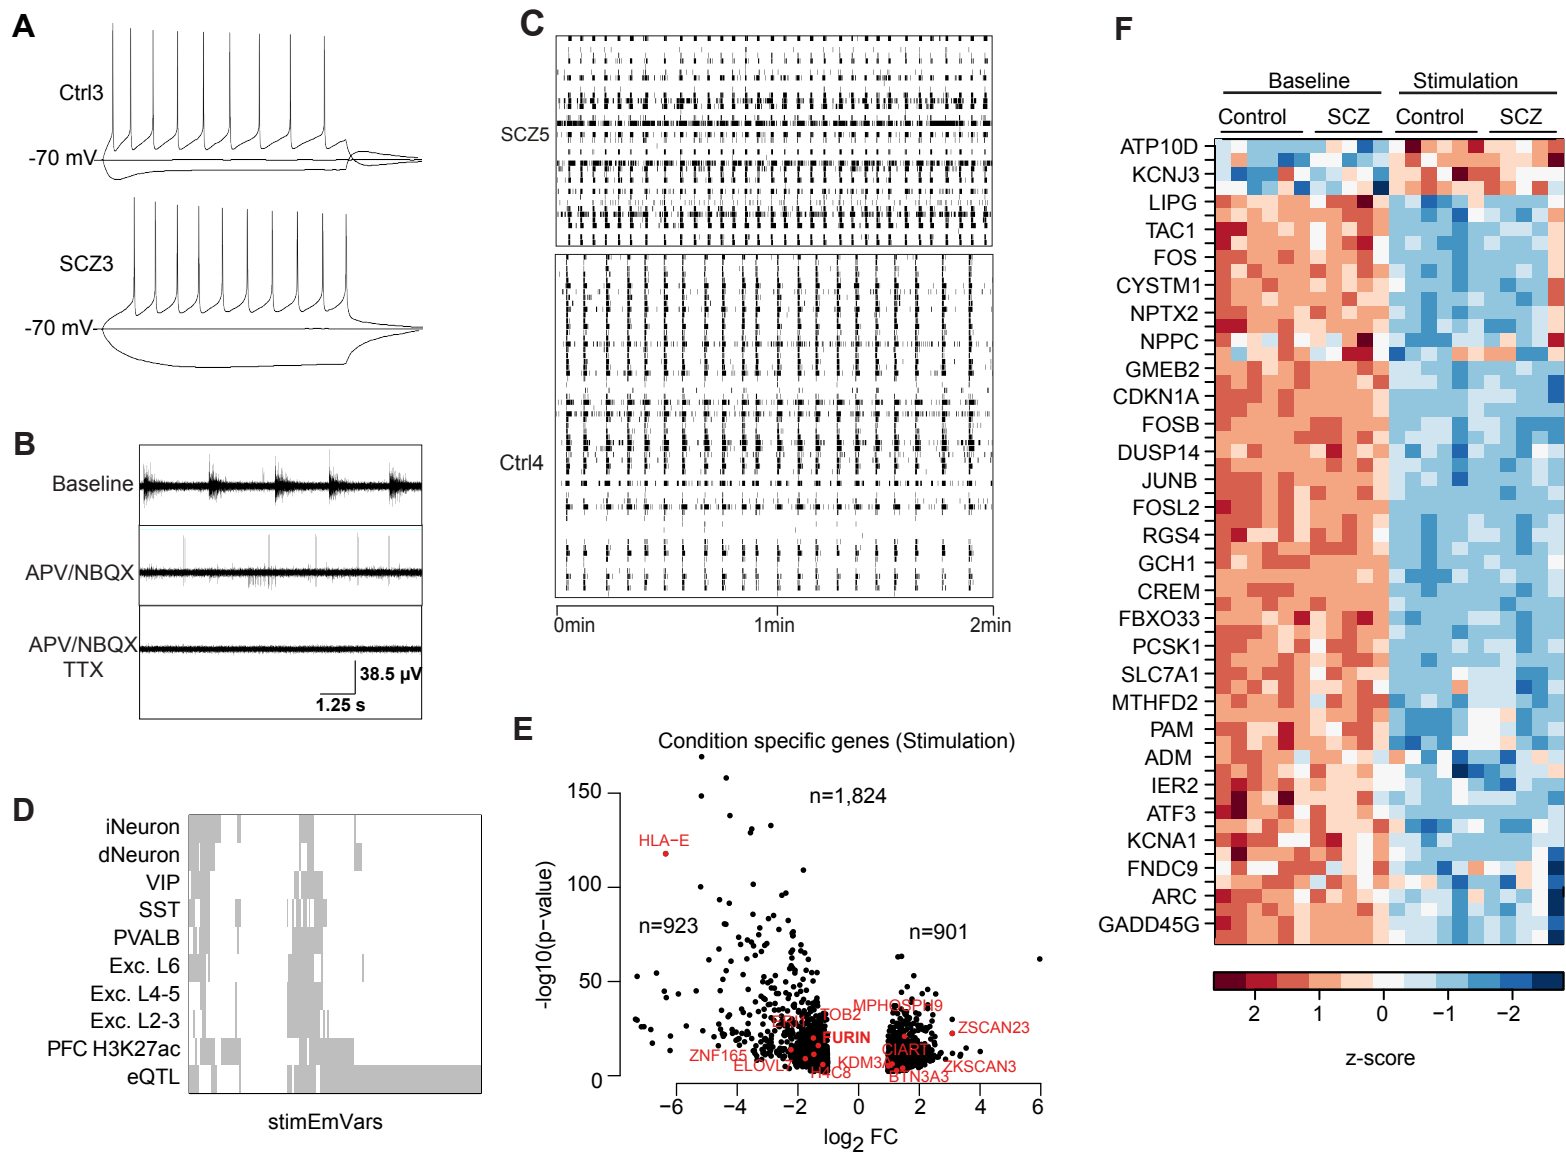 A
Ctrl3
-70 mV
SCZ3
-70 mV
B
Baseline
APV/NBQX
APV/NBQX
TTX
38.5 µV
1.25 s
C
SCZ5
Ctrl4
0min
1min
2min
D
iNeuron
dNeuron
VIP
SST
PVALB
Exc. L6
Exc. L4-5
Exc. L2-3
PFC H3K27ac
eQTL
stimEmVars
E
Condition specific genes (Stimulation)
-log10(p-value)
150
100
50
0
n=1,824
HLA-E
n=923
n=901
MPHOSPH9
TOB2
ZSCAN23
FURIN
CIART
ZNF165
KDM3A
ZKSCAN3
H4C8
BTN3A3
−6
−4
−2
0
2
4
6
log2 FC
F
Baseline
Stimulation
Control
SCZ
Control
SCZ
ATP10D
KCNJ3
LIPG
TAC1
FOS
CYSTM1
NPTX2
NPPC
GMEB2
CDKN1A
FOSB
DUSP14
JUNB
FOSL2
RGS4
GCH1
CREM
FBXO33
PCSK1
SLC7A1
MTHFD2
PAM
ADM
IER2
ATF3
KCNA1
FNDC9
ARC
GADD45G
2
1
0
−1
−2
z-score